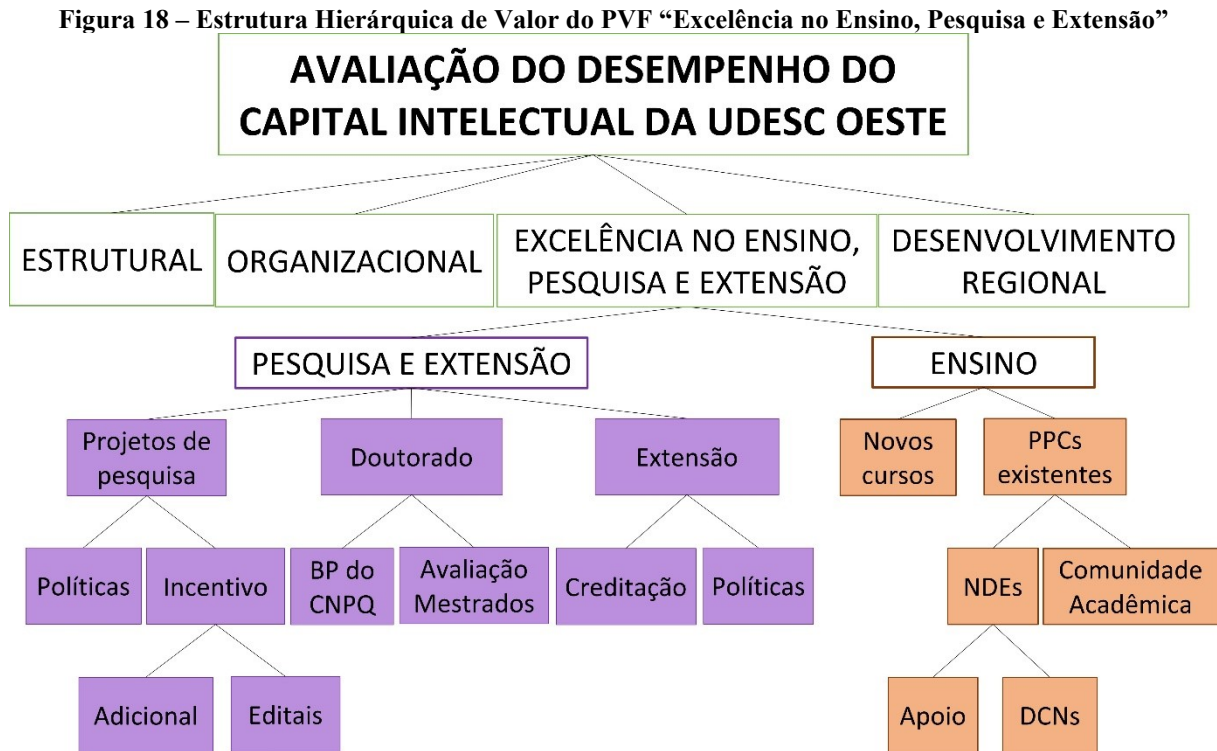 Figura 18 – Estrutura Hierárquica de Valor do PVF “Excelência no Ensino, Pesquisa e Extensão”
AVALIAÇÃO DO DESEMPENHO DO
CAPITAL INTELECTUAL DA UDESC OESTE
ESTRUTURAL
ORGANIZACIONAL
EXCELÊNCIA NO ENSINO,
PESQUISA E EXTENSÃO
DESENVOLVIMENTO
REGIONAL
PESQUISA E EXTENSÃO
ENSINO
Projetos de
pesquisa
Doutorado
Extensão
Novos
cursos
PPCs
existentes
Políticas
Incentivo
BP do
CNPQ
Avaliação
Mestrados
Creditação
Políticas
NDEs
Comunidade
Acadêmica
Adicional
Editais
Apoio
DCNs